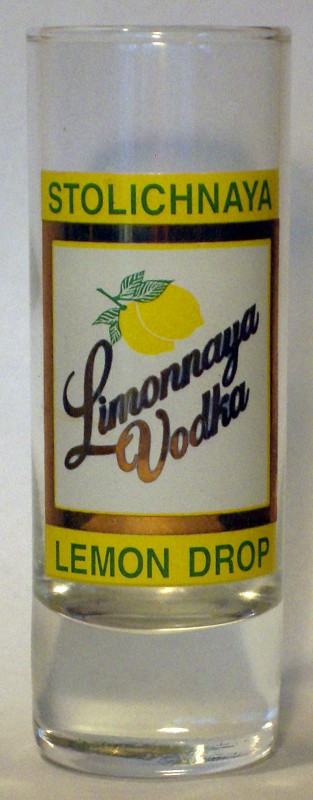 STOLICHNAYA
Limonnaya
Vodka
LEMON DROP